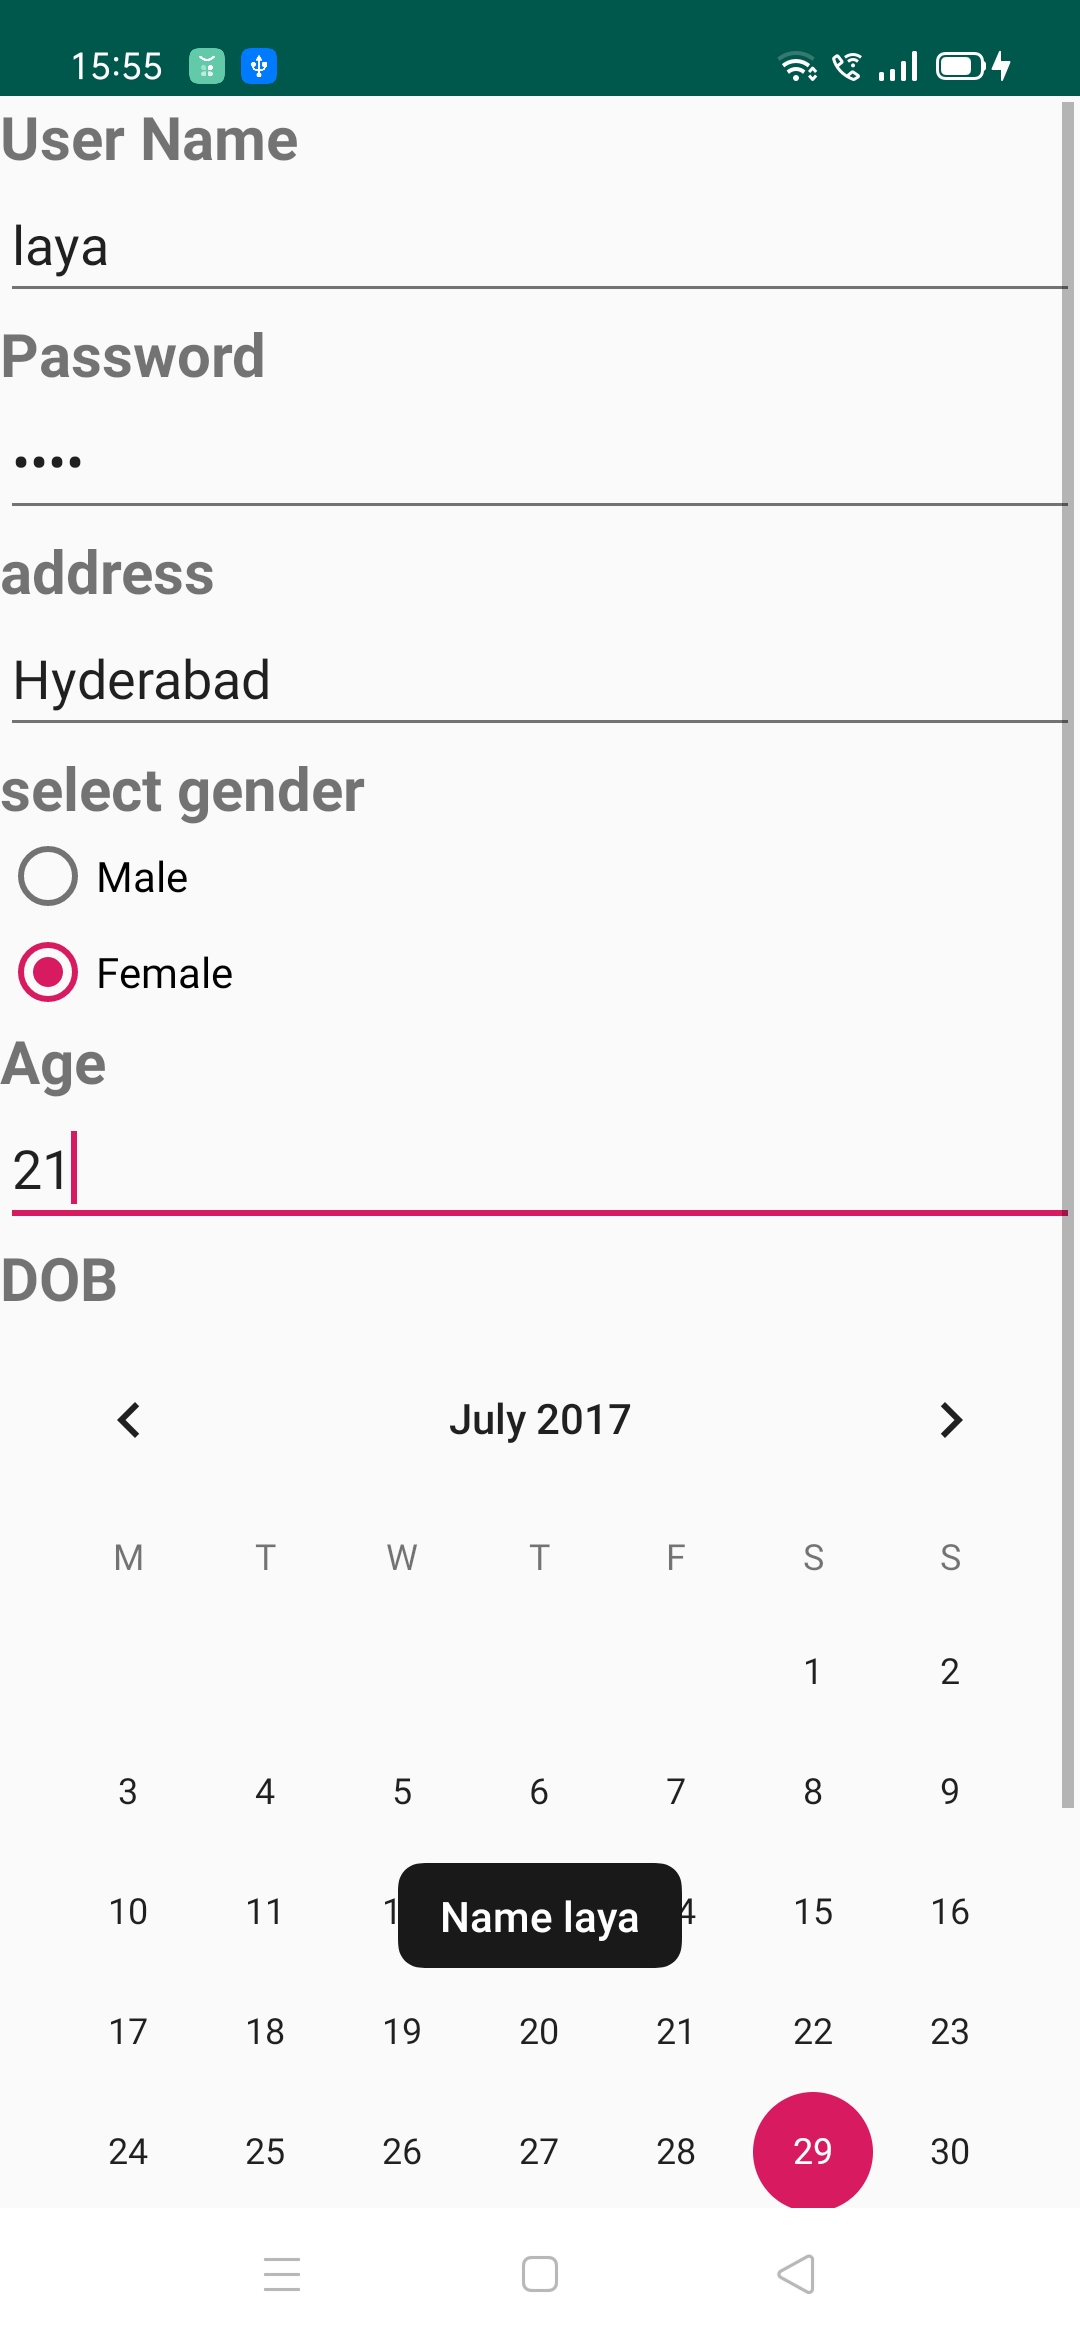 15:55
User Name
laya
Password
••••
address
Hyderabad
select gender
Male
Female
Age
21
DOB
July 2017
M T W T F S S
1 2
3 4 5 6 7 8 9
10 11 1 4 15 16
Name laya
17 18 19 20 21 22 23
24 25 26 27 28 29 30